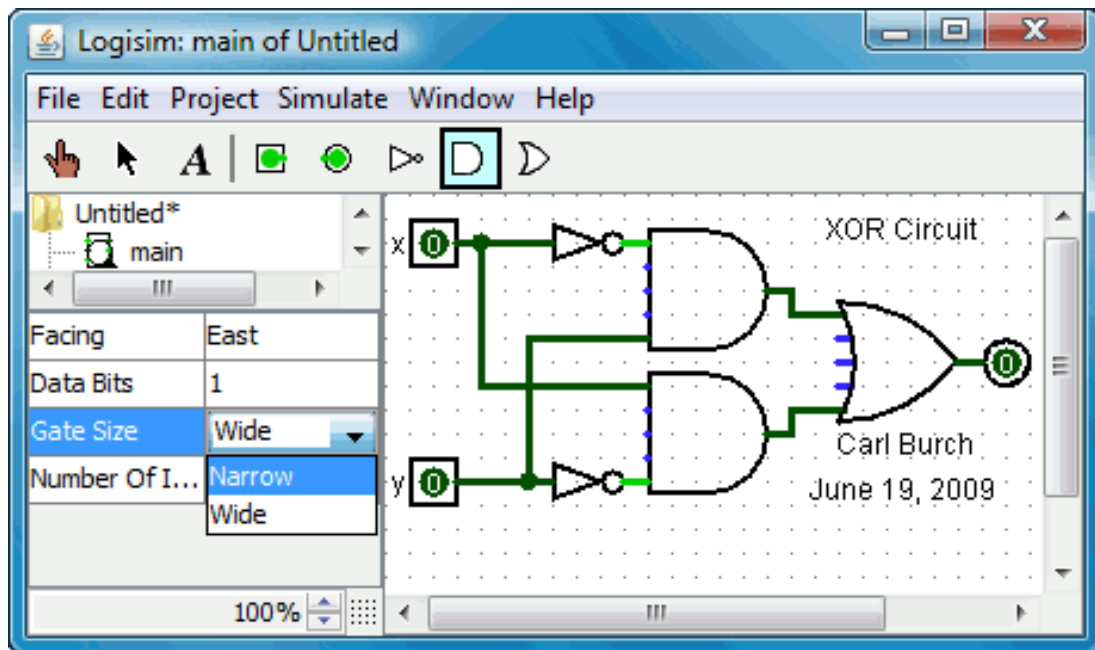 Logisim: main of Untitled
File Edit Project Simulate Window Help
A
Untitled*
main
Facing East
Data Bits 1
Gate Size Wide
Number Of I... Narrow
Wide
100%
x 0
y 0
XOR Circuit
0
Carl Burch
June 19, 2009